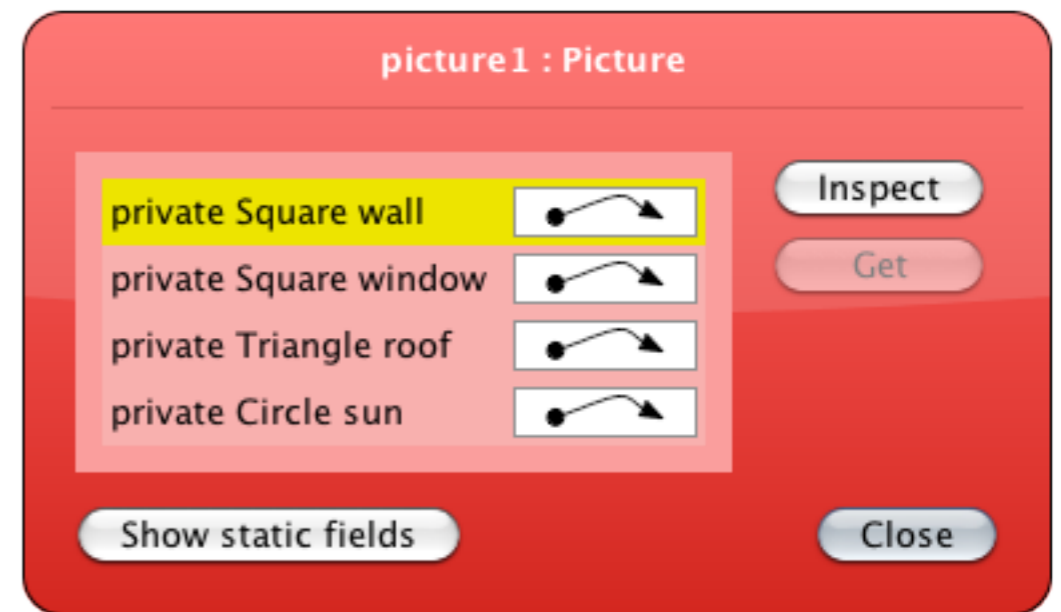 picture1 : Picture
private Square wall
private Square window
private Triangle roof
private Circle sun
Inspect
Get
Show static fields
Close